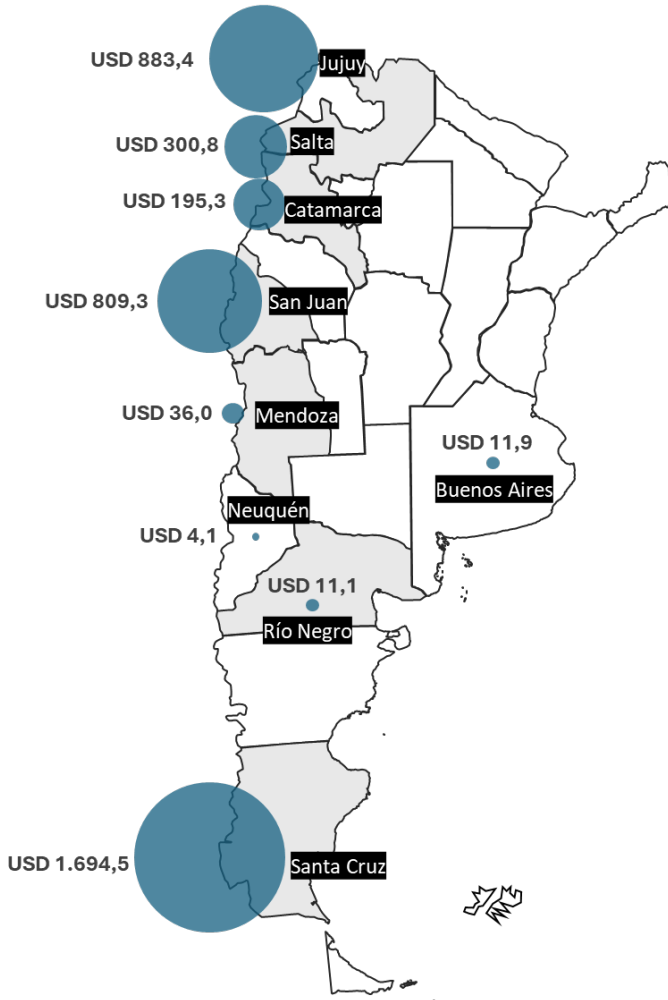 USD 883,4
Jujuy
USD 300,8
Salta
USD 195,3
Catamarca
USD 809,3
San Juan
USD 36,0
Mendoza
USD 11,9
Buenos Aires
Neuquén
USD 4,1
USD 11,1
Río Negro
USD 1.694,5
Santa Cruz